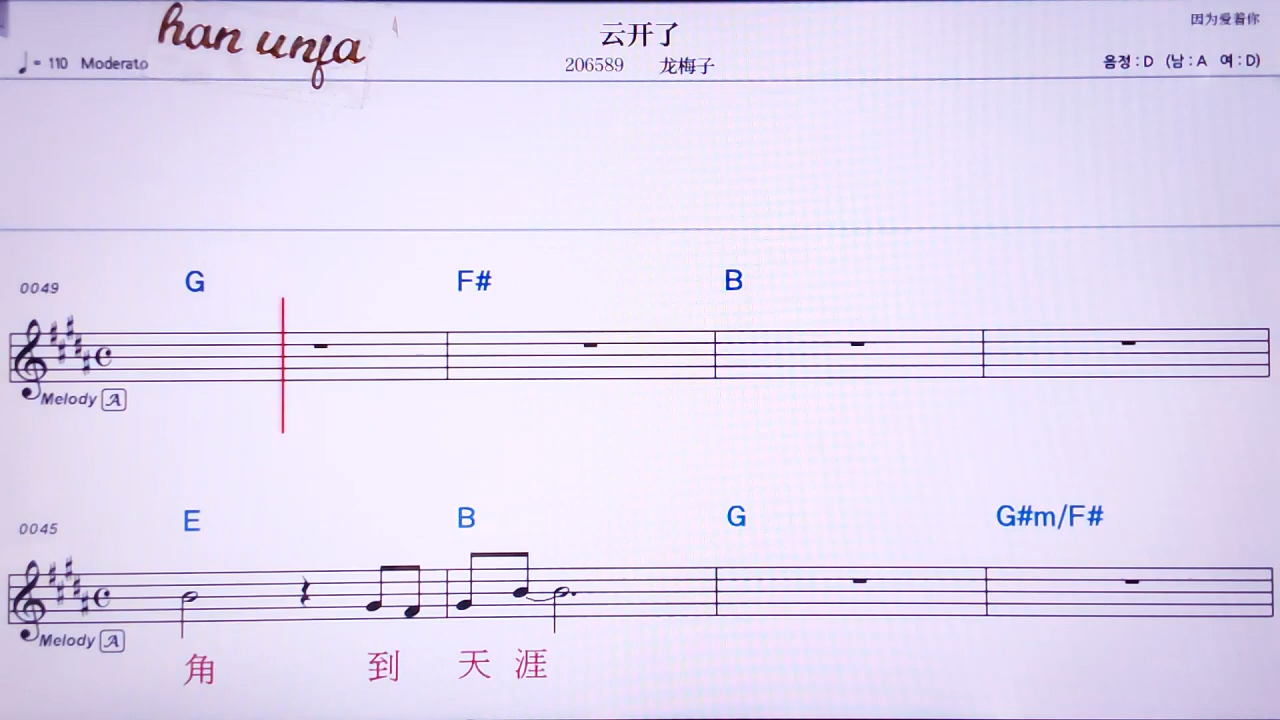 han unfa
云开了
因为爱着你
♩= 110 Moderato
206589 龙梅子
음정 : D (남 : A 여 : D)
0049
G F# B
Melody A
0045
E B G G#m/F#
Melody A
角 到 天 涯